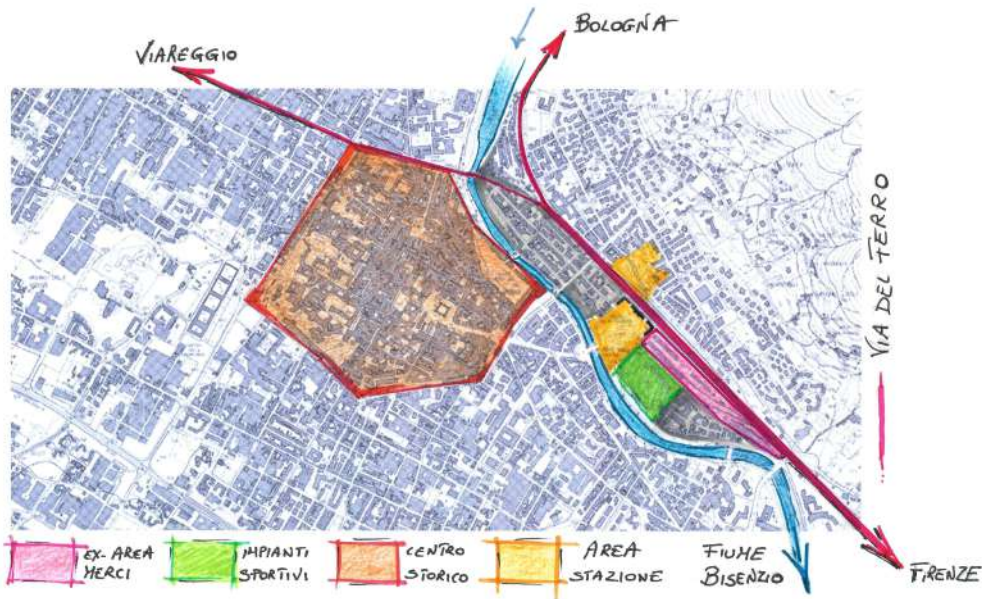 BOLOGNA
VIAREGGIO
VIA DEL FERRO
EX-AREA
MERCI
IMPIANTI
SPORTIVI
CENTRO
STORICO
AREA
STAZIONE
FIUME
BISENZIO
FIRENZE